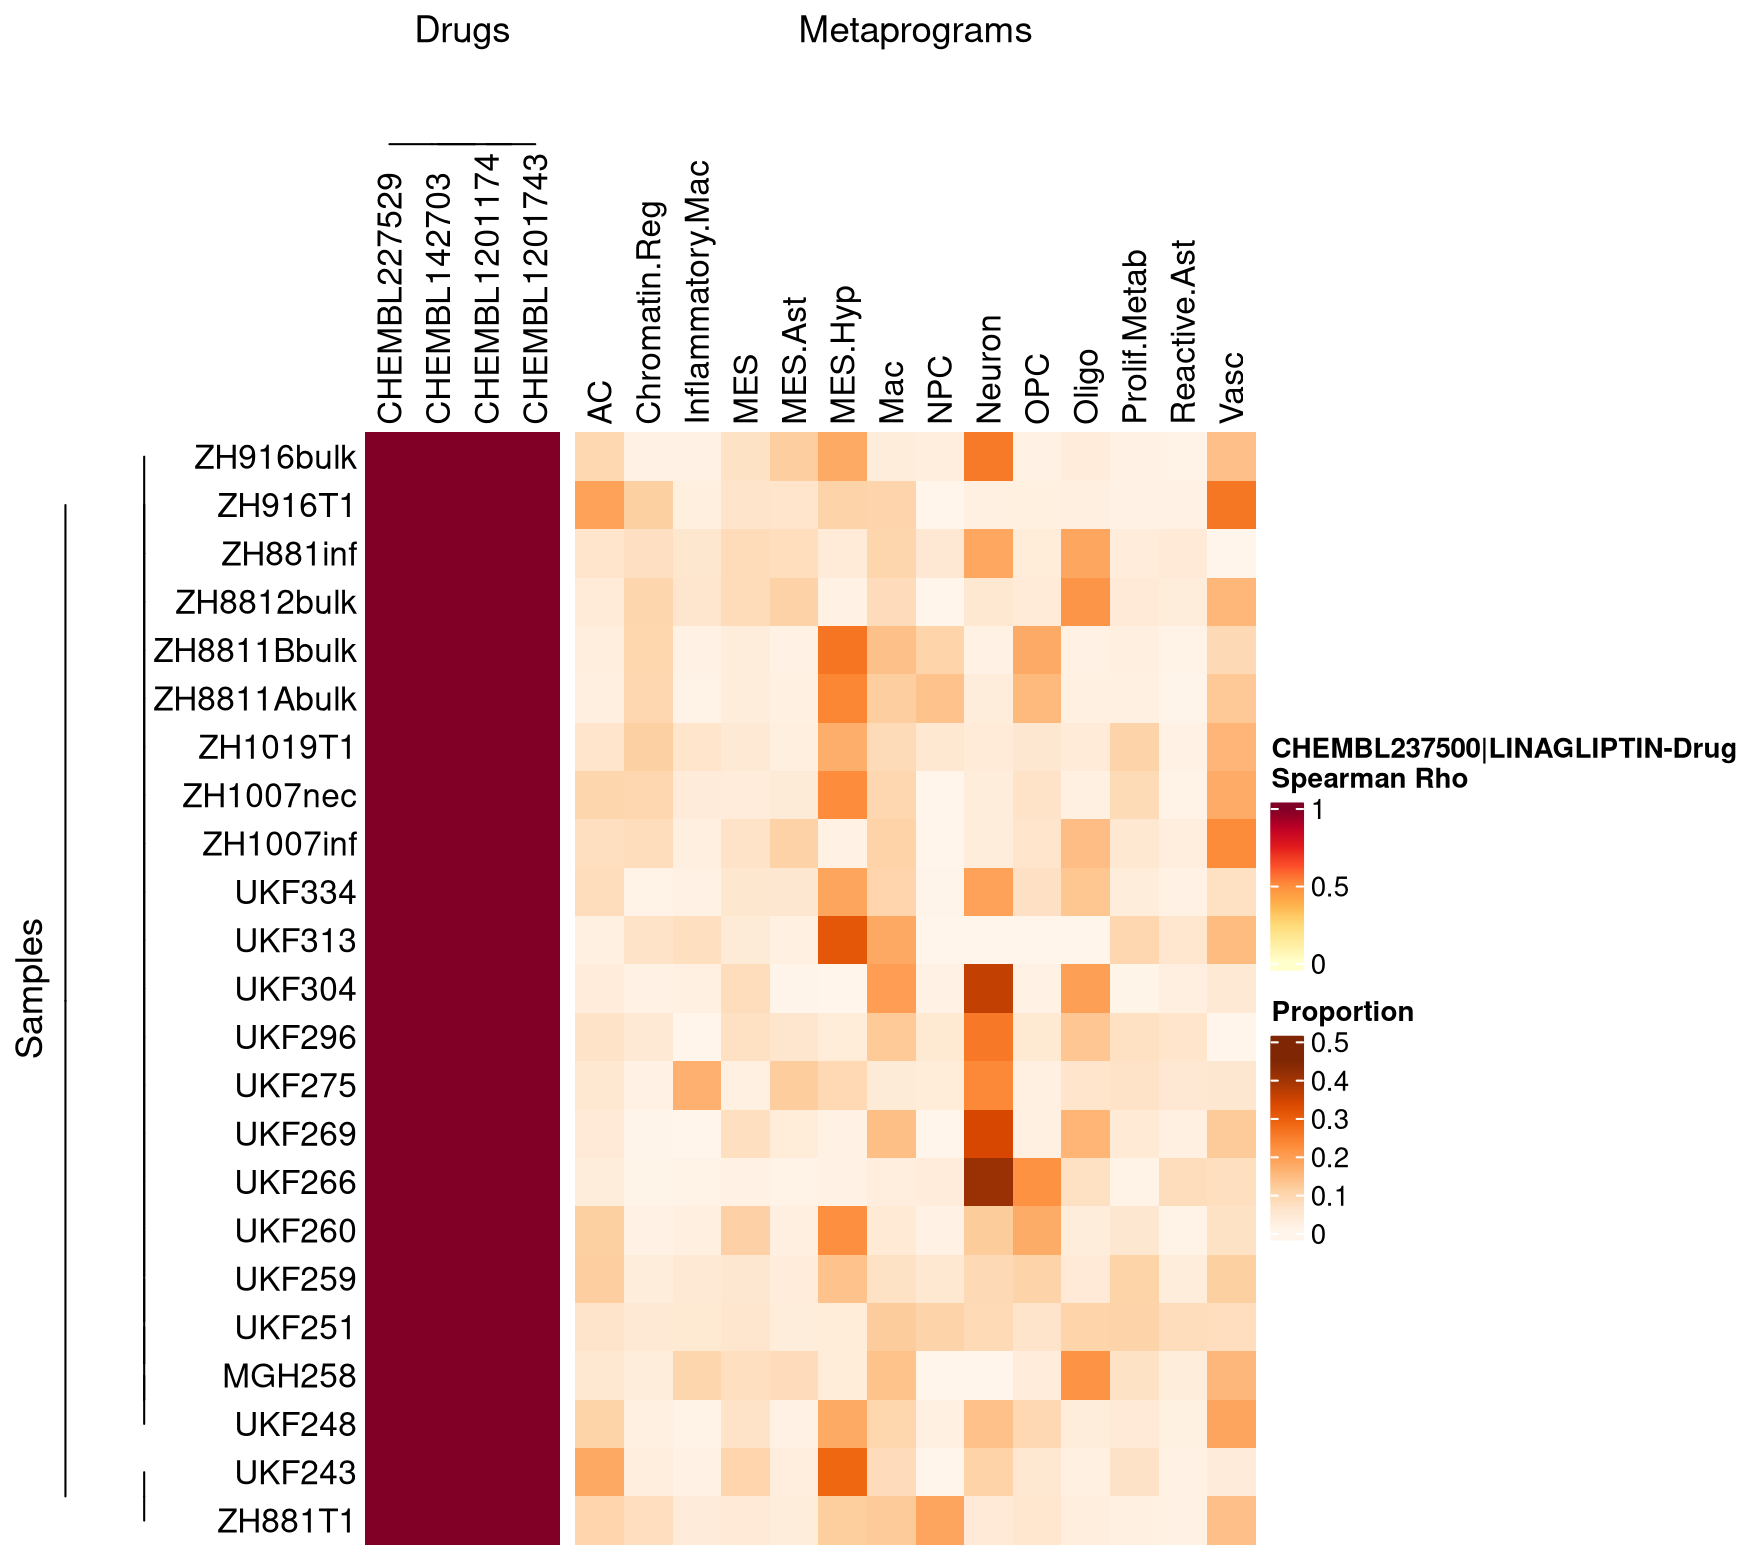 Drugs
Metaprograms
CHEMBL227529
CHEMBL142703
CHEMBL1201174
CHEMBL1201743
AC
Chromatin.Reg
Inflammatory.Mac
MES
MES.Ast
MES.Hyp
Mac
NPC
Neuron
OPC
Oligo
Prolif.Metab
Reactive.Ast
Vasc
Samples
ZH916bulk
ZH916T1
ZH881inf
ZH8812bulk
ZH8811Bbulk
ZH8811Abulk
ZH1019T1
ZH1007nec
ZH1007inf
UKF334
UKF313
UKF304
UKF296
UKF275
UKF269
UKF266
UKF260
UKF259
UKF251
MGH258
UKF248
UKF243
ZH881T1
CHEMBL237500|LINAGLIPTIN-Drug
Spearman Rho
1
0.5
0
Proportion
0.5
0.4
0.3
0.2
0.1
0